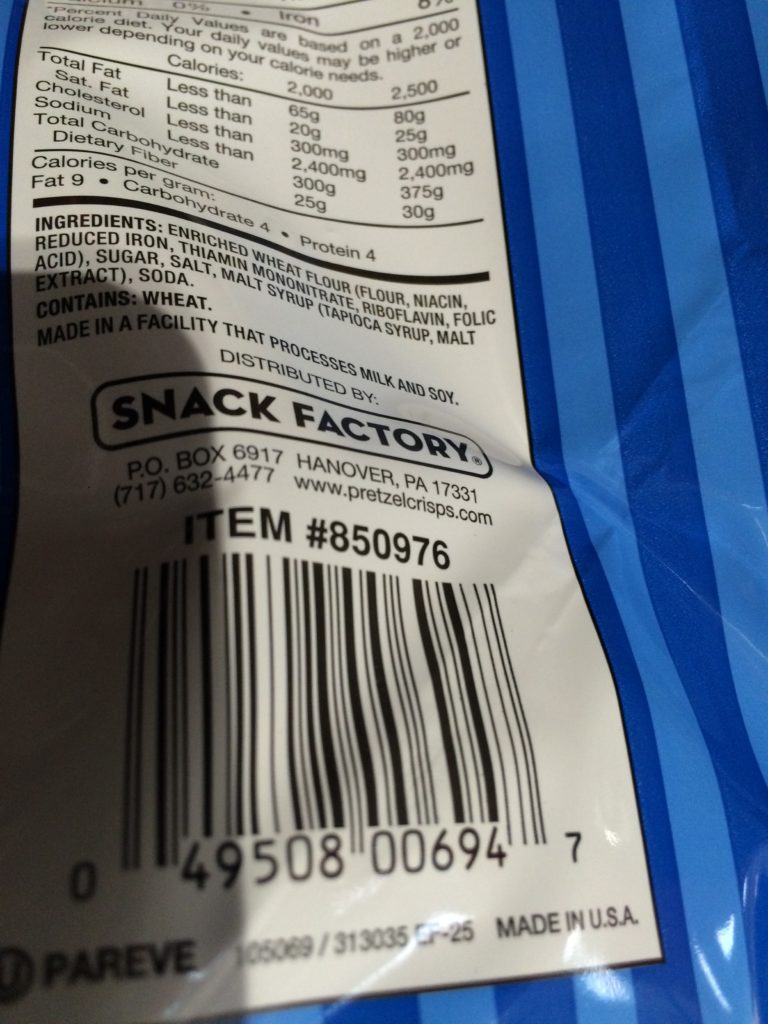 0% • Iron
*Percent Daily Values are based on a 2,000
calorie diet. Your daily values may be higher or
lower depending on your calorie needs.
Calories: 2,000 2,500
Total Fat Less than 65g 80g
Sat. Fat Less than 20g 25g
Cholesterol Less than 300mg 300mg
Sodium Less than 2,400mg 2,400mg
Total Carbohydrate 300g 375g
Dietary Fiber 25g 30g
Calories per gram:
Fat 9 • Carbohydrate 4 • Protein 4
INGREDIENTS: ENRICHED WHEAT FLOUR (FLOUR, NIACIN,
REDUCED IRON, THIAMIN MONONITRATE, RIBOFLAVIN, FOLIC
ACID), SUGAR, SALT, MALT SYRUP (TAPIOCA SYRUP, MALT
EXTRACT), SODA.
CONTAINS: WHEAT.
MADE IN A FACILITY THAT PROCESSES MILK AND SOY.
DISTRIBUTED BY:
SNACK FACTORY®
P.O. BOX 6917 HANOVER, PA 17331
(717) 632-4477 www.pretzelcrisps.com
ITEM #850976
0 49508 00694 7
U PAREVE 105069 / 313035 EF-25 MADE IN U.S.A.